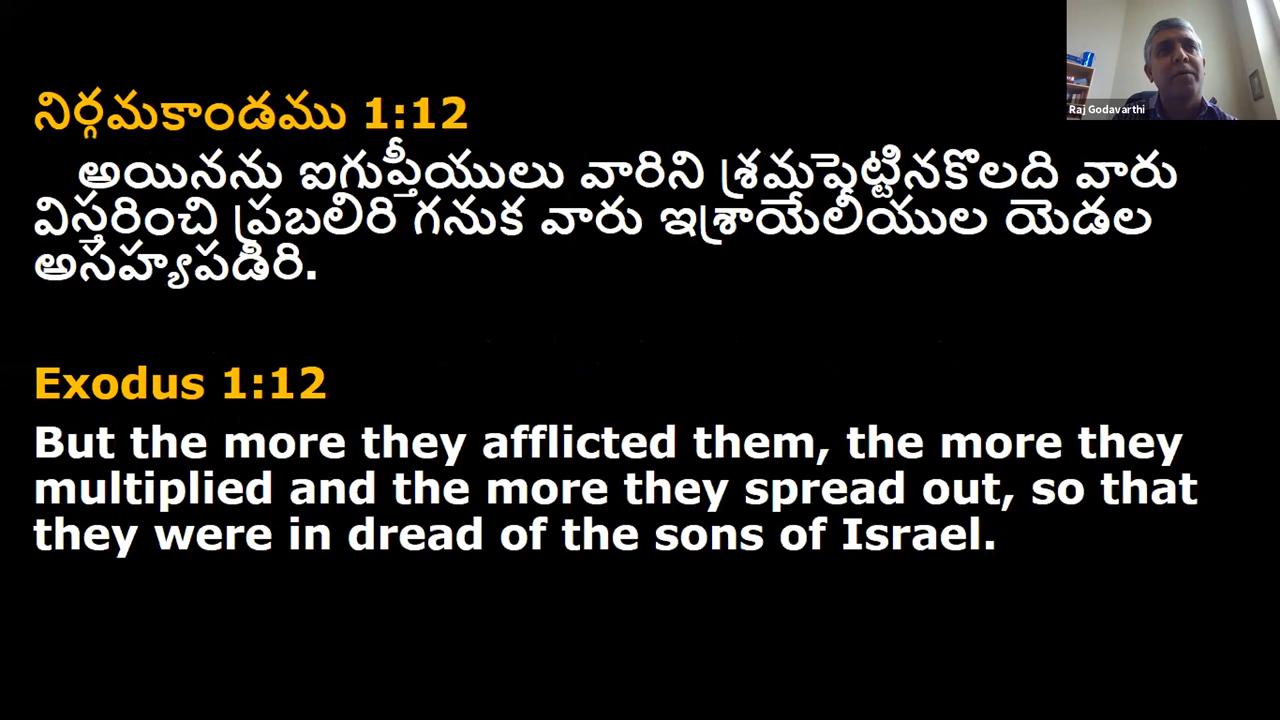 Raj Godavarthi
నిర్గమకాండము 1:12
అయినను ఐగుప్తీయులు వారిని శ్రమపెట్టినకొలది వారు
విస్తరించి ప్రబలిరి గనుక వారు ఇశ్రాయేలీయుల యెడల
అసహ్యపడిరి.
Exodus 1:12
But the more they afflicted them, the more they
multiplied and the more they spread out, so that
they were in dread of the sons of Israel.